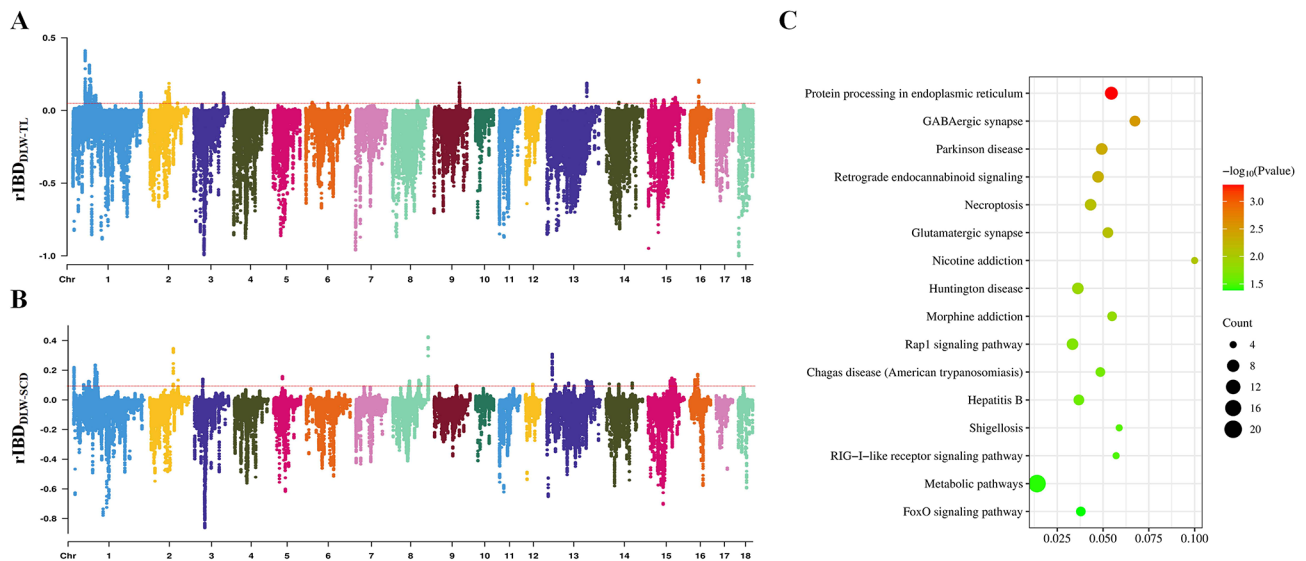 A
rIBD DLW-TL
0.5
0.0
-0.5
-1.0
Chr 1 2 3 4 5 6 7 8 9 10 11 12 13 14 15 16 17 18
B
rIBD DLW-SCD
0.4
0.2
0.0
-0.2
-0.4
-0.6
-0.8
Chr 1 2 3 4 5 6 7 8 9 10 11 12 13 14 15 16 17 18
C
Protein processing in endoplasmic reticulum
GABAergic synapse
Parkinson disease
Retrograde endocannabinoid signaling
Necroptosis
Glutamatergic synapse
Nicotine addiction
Huntington disease
Morphine addiction
Rap1 signaling pathway
Chagas disease (American trypanosomiasis)
Hepatitis B
Shigellosis
RIG−I−like receptor signaling pathway
Metabolic pathways
FoxO signaling pathway
0.025 0.050 0.075 0.100
−log10(Pvalue)
3.0
2.5
2.0
1.5
Count
4
8
12
16
20